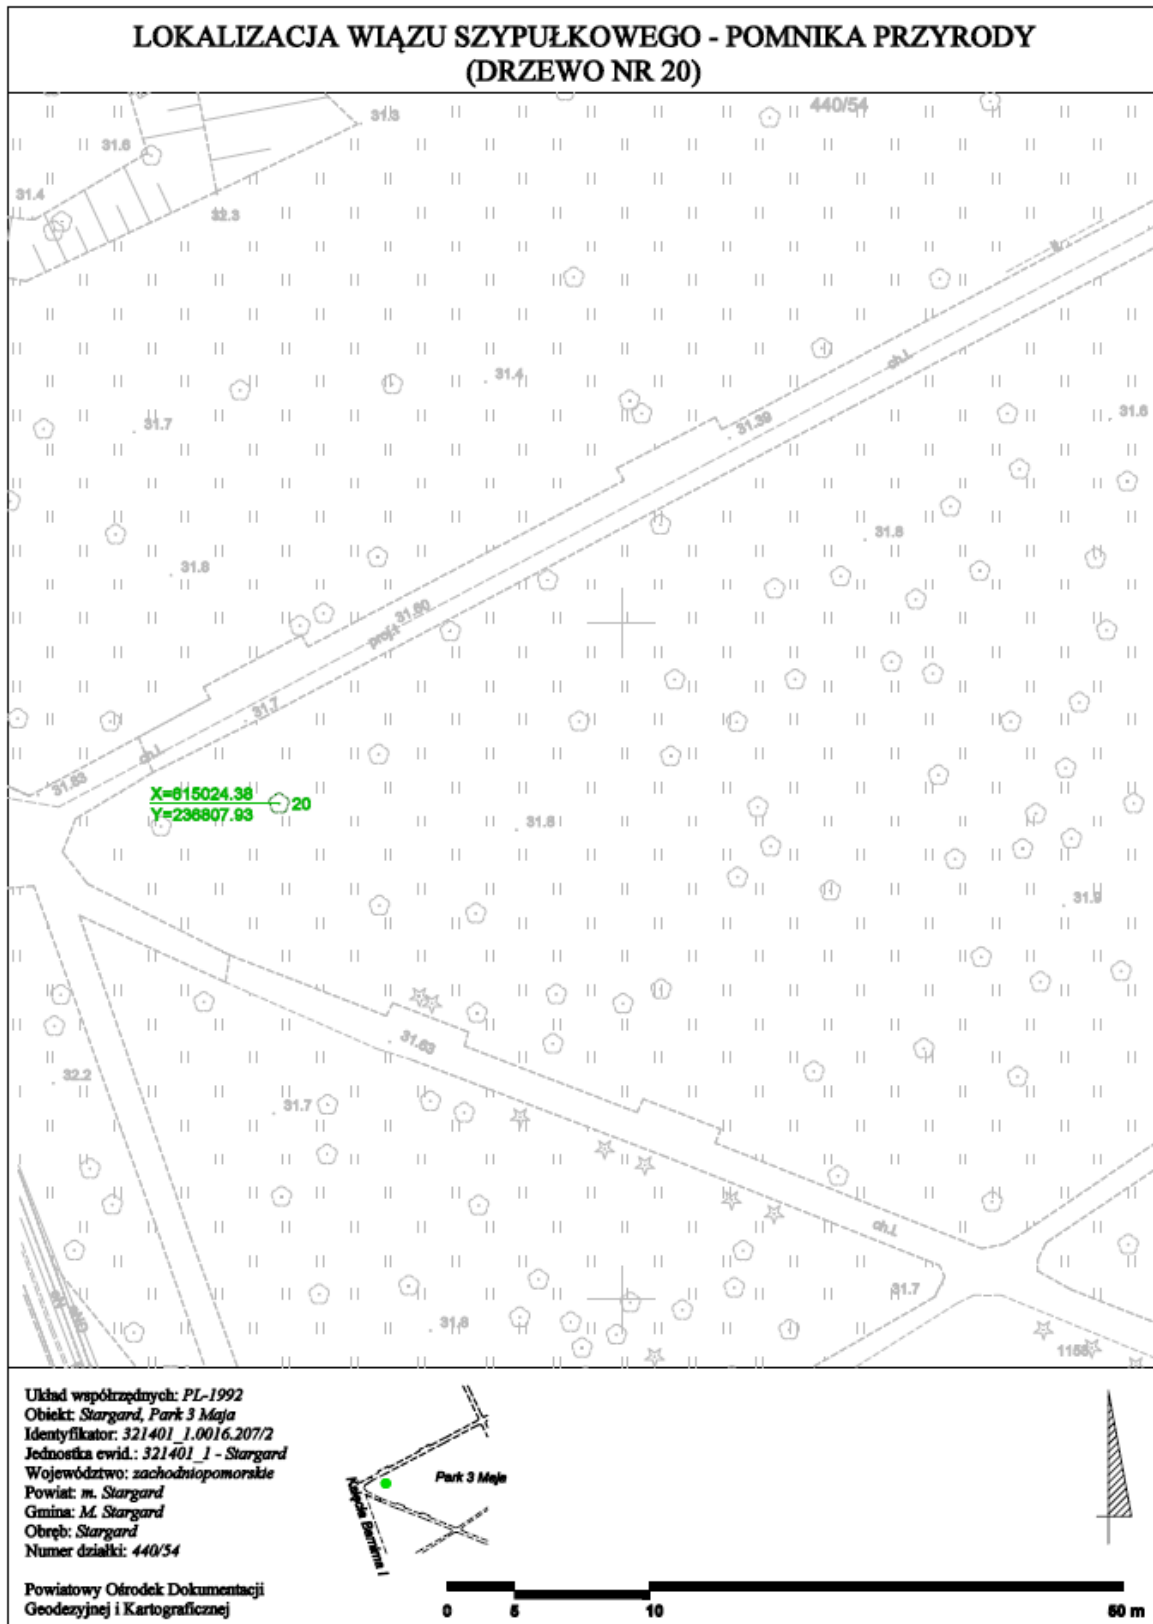 LOKALIZACJA WIĄZU SZYPUŁKOWEGO - POMNIKA PRZYRODY
(DRZEWO NR 20)
440/54
31.3
31.6
31.4
32.3
31.4
31.7
31.39
31.6
ch.L
31.8
31.8
31.60
proj.t
31.7
ch.L
31.83
X=615024.38
Y=236807.93
20
31.8
31.9
31.63
32.2
31.7
ch.L
31.7
31.8
1155
Układ współrzędnych: PL-1992
Obiekt: Stargard, Park 3 Maja
Identyfikator: 321401_1.0016.207/2
Jednostka ewid.: 321401_1 - Stargard
Województwo: zachodniopomorskie
Powiat: m. Stargard
Gmina: M. Stargard
Obręb: Stargard
Numer działki: 440/54
Powiatowy Ośrodek Dokumentacji
Geodezyjnej i Kartograficznej
Park 3 Maja
Księcia Barnima I
0 5 10 50 m